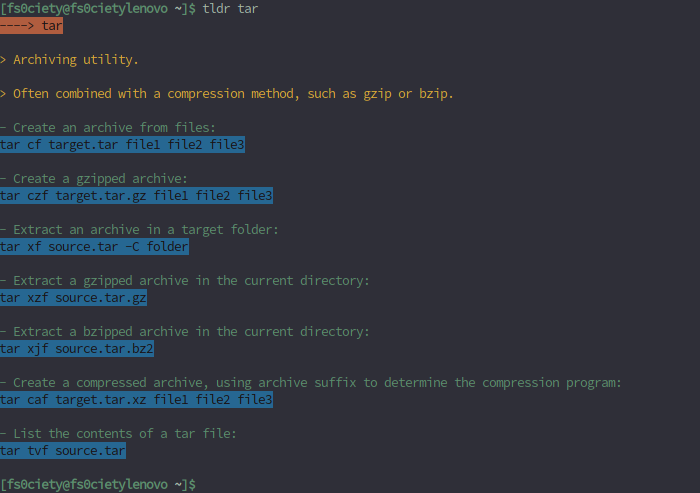 [fs0ciety@fs0cietylenovo ~]$ tldr tar
----> tar
> Archiving utility.
> Often combined with a compression method, such as gzip or bzip.
- Create an archive from files:
tar cf target.tar file1 file2 file3
- Create a gzipped archive:
tar czf target.tar.gz file1 file2 file3
- Extract an archive in a target folder:
tar xf source.tar -C folder
- Extract a gzipped archive in the current directory:
tar xzf source.tar.gz
- Extract a bzipped archive in the current directory:
tar xjf source.tar.bz2
- Create a compressed archive, using archive suffix to determine the compression program:
tar caf target.tar.xz file1 file2 file3
- List the contents of a tar file:
tar tvf source.tar
[fs0ciety@fs0cietylenovo ~]$